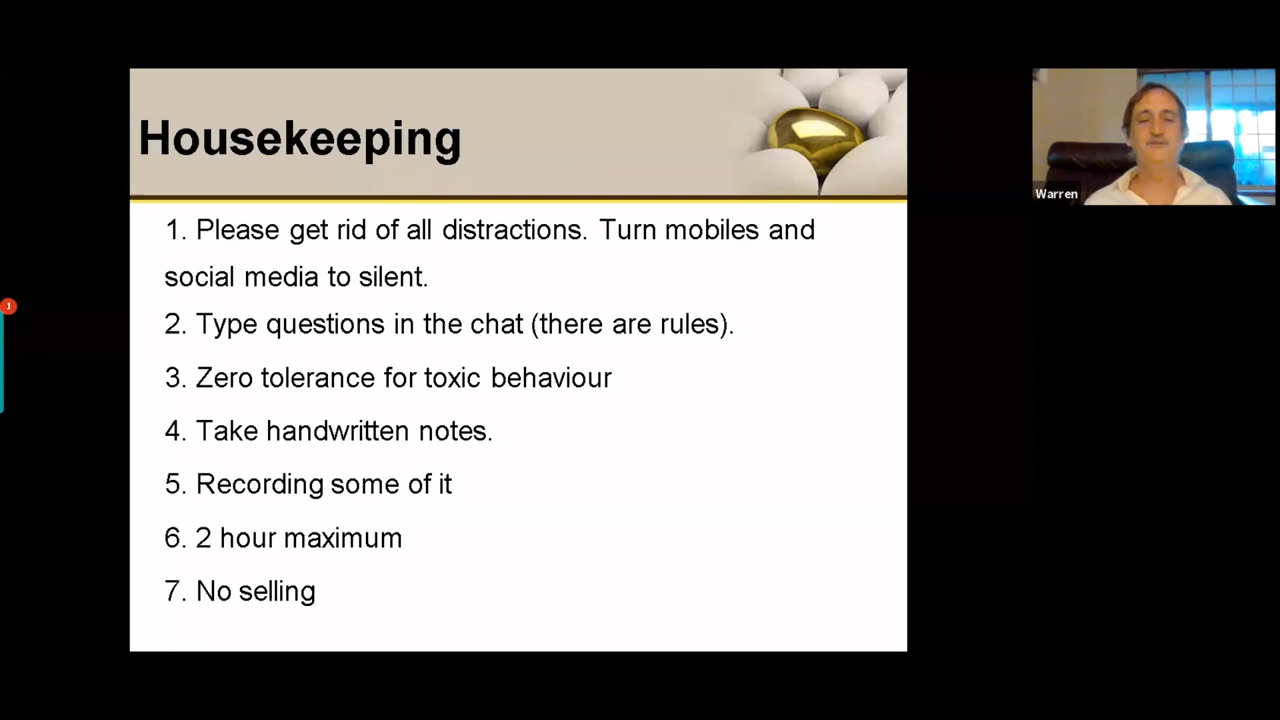 Housekeeping
1. Please get rid of all distractions. Turn mobiles and
social media to silent.
2. Type questions in the chat (there are rules).
3. Zero tolerance for toxic behaviour
4. Take handwritten notes.
5. Recording some of it
6. 2 hour maximum
7. No selling
Warren
1